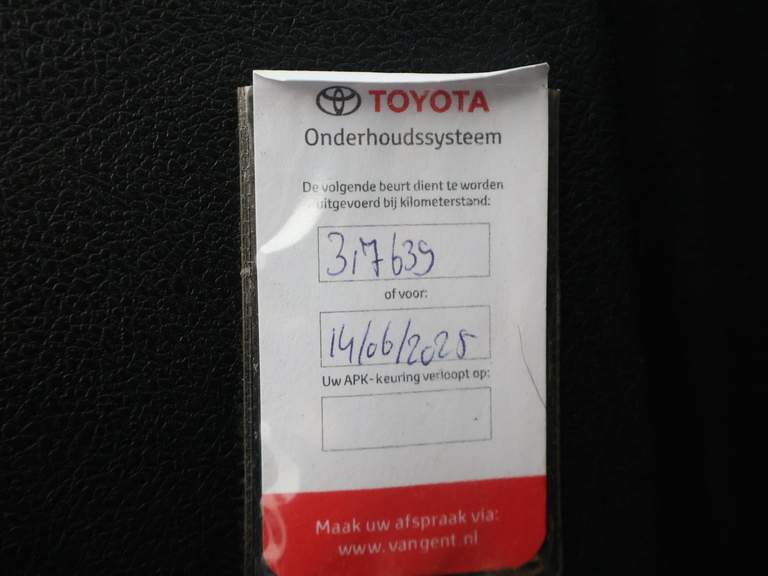 TOYOTA
Onderhoudssysteem
De volgende beurt dient te worden
uitgevoerd bij kilometerstand:
317639
of voor:
14/06/2025
Uw APK-keuring verloopt op:
Maak uw afspraak via:
www.vangent.nl